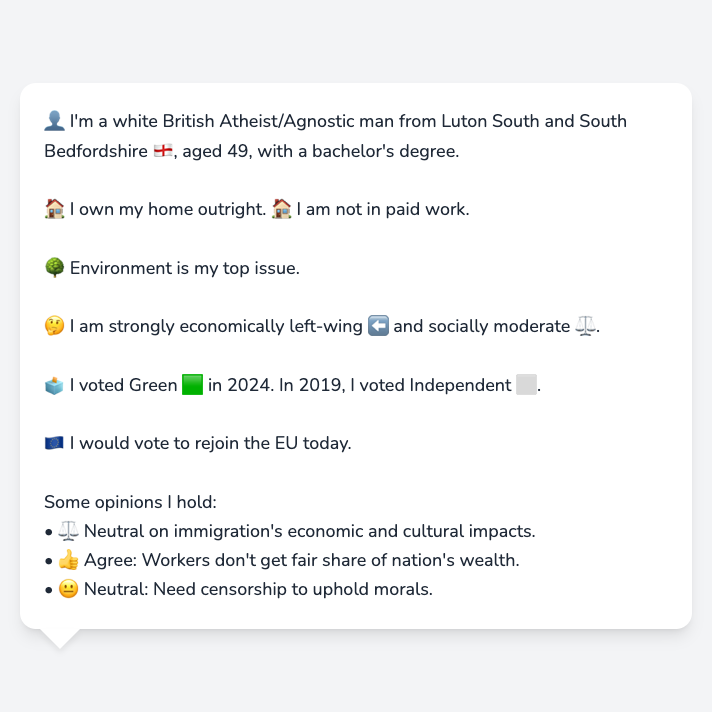 👤 I'm a white British Atheist/Agnostic man from Luton South and South
Bedfordshire 🏴󠁧󠁢󠁥󠁮󠁧󠁿, aged 49, with a bachelor's degree.
🏠 I own my home outright. 🏠 I am not in paid work.
🌳 Environment is my top issue.
🤔 I am strongly economically left-wing ⬅️ and socially moderate ⚖️.
🗳️ I voted Green 🟩 in 2024. In 2019, I voted Independent ⬜.
🇪🇺 I would vote to rejoin the EU today.
Some opinions I hold:
• ⚖️ Neutral on immigration's economic and cultural impacts.
• 👍 Agree: Workers don't get fair share of nation's wealth.
• 😐 Neutral: Need censorship to uphold morals.